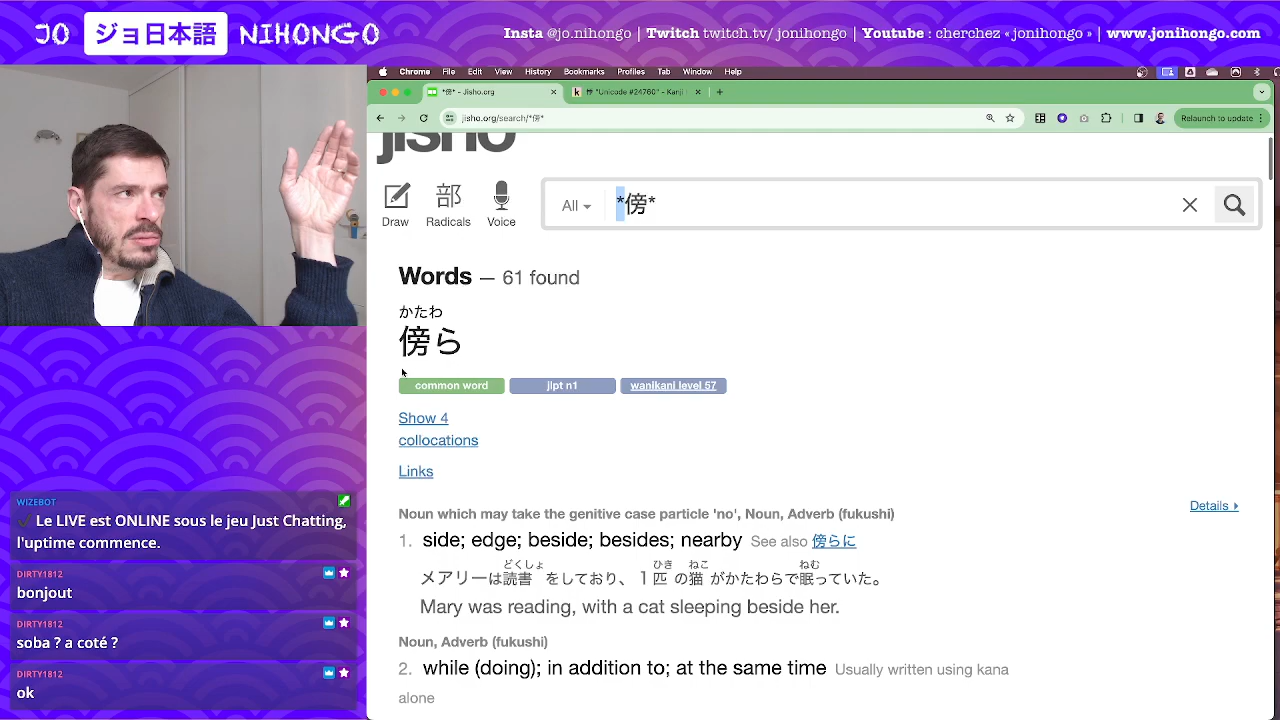 JO ジョ日本語 NIHONGO
Insta @jo.nihongo | Twitch twitch.tv/ jonihongo | Youtube : cherchez «jonihongo » | www.jonihongo.com
Chrome File Edit View History Bookmarks Profiles Tab Window Help
*傍* - Jisho.org
"Unicode #24760" - Kanji
jisho.org/search/*傍*
Relaunch to update
jisho
Draw
部 Radicals
Voice
All
*傍*
Words — 61 found
かたわ
傍ら
common word
jlpt n1
wanikani level 57
Show 4
collocations
Links
Details
Noun which may take the genitive case particle 'no', Noun, Adverb (fukushi)
1. side; edge; beside; besides; nearby See also 傍らに
どくしょ ひき ねこ ねむ
メアリーは読書をしており、１匹の猫がかたわらで眠っていた。
Mary was reading, with a cat sleeping beside her.
Noun, Adverb (fukushi)
2. while (doing); in addition to; at the same time Usually written using kana
alone
WIZEBOT
Le LIVE est ONLINE sous le jeu Just Chatting,
l'uptime commence.
DIRTY1812
bonjout
DIRTY1812
soba ? a coté ?
DIRTY1812
ok